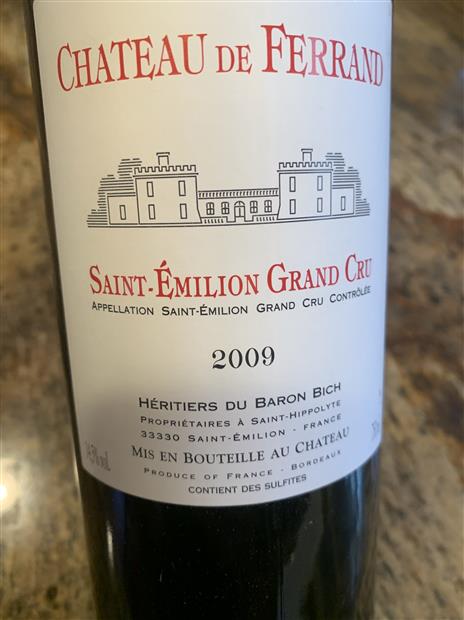 CHATEAU DE FERRAND
SAINT-ÉMILION GRAND CRU
APPELLATION SAINT-ÉMILION GRAND CRU CONTRÔLÉE
2009
HÉRITIERS DU BARON BICH
PROPRIÉTAIRES À SAINT-HIPPOLYTE
33330 SAINT-ÉMILION - FRANCE
MIS EN BOUTEILLE AU CHATEAU
PRODUCE OF FRANCE - BORDEAUX
CONTIENT DES SULFITES